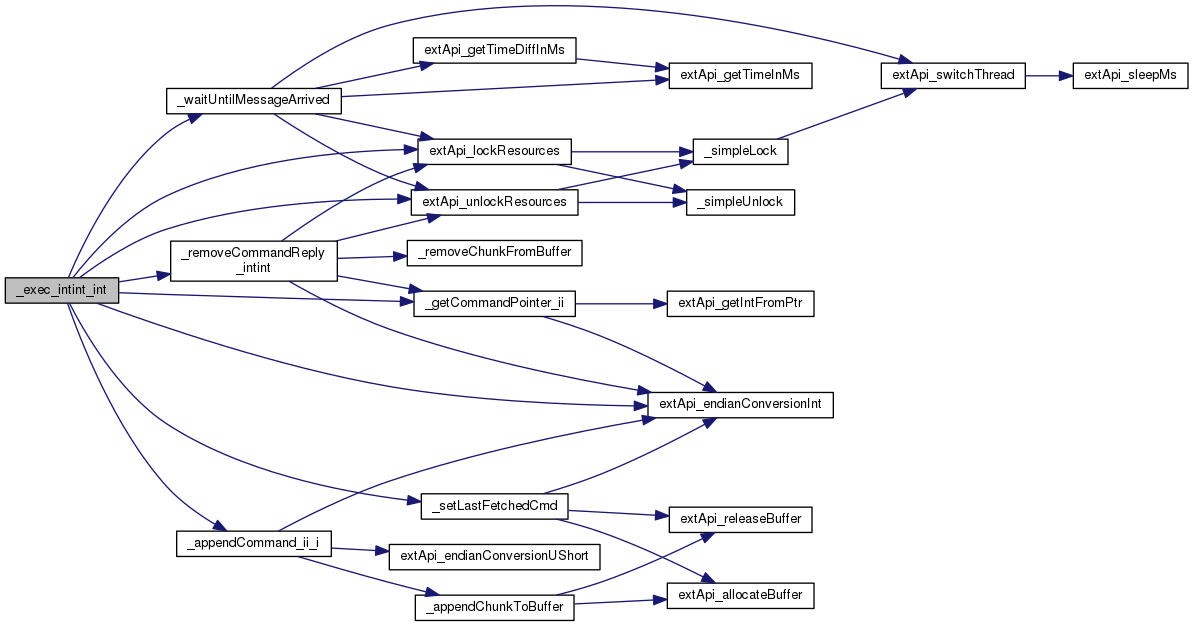 extApi_getTimeDiffInMs
extApi_getTimeInMs
extApi_switchThread
extApi_sleepMs
_waitUntilMessageArrived
extApi_lockResources
_simpleLock
extApi_unlockResources
_simpleUnlock
_removeCommandReply
_intint
_removeChunkFromBuffer
_exec_intint_int
_getCommandPointer_ii
extApi_getIntFromPtr
extApi_endianConversionInt
_setLastFetchedCmd
extApi_releaseBuffer
_appendCommand_ii_i
extApi_endianConversionUShort
_appendChunkToBuffer
extApi_allocateBuffer